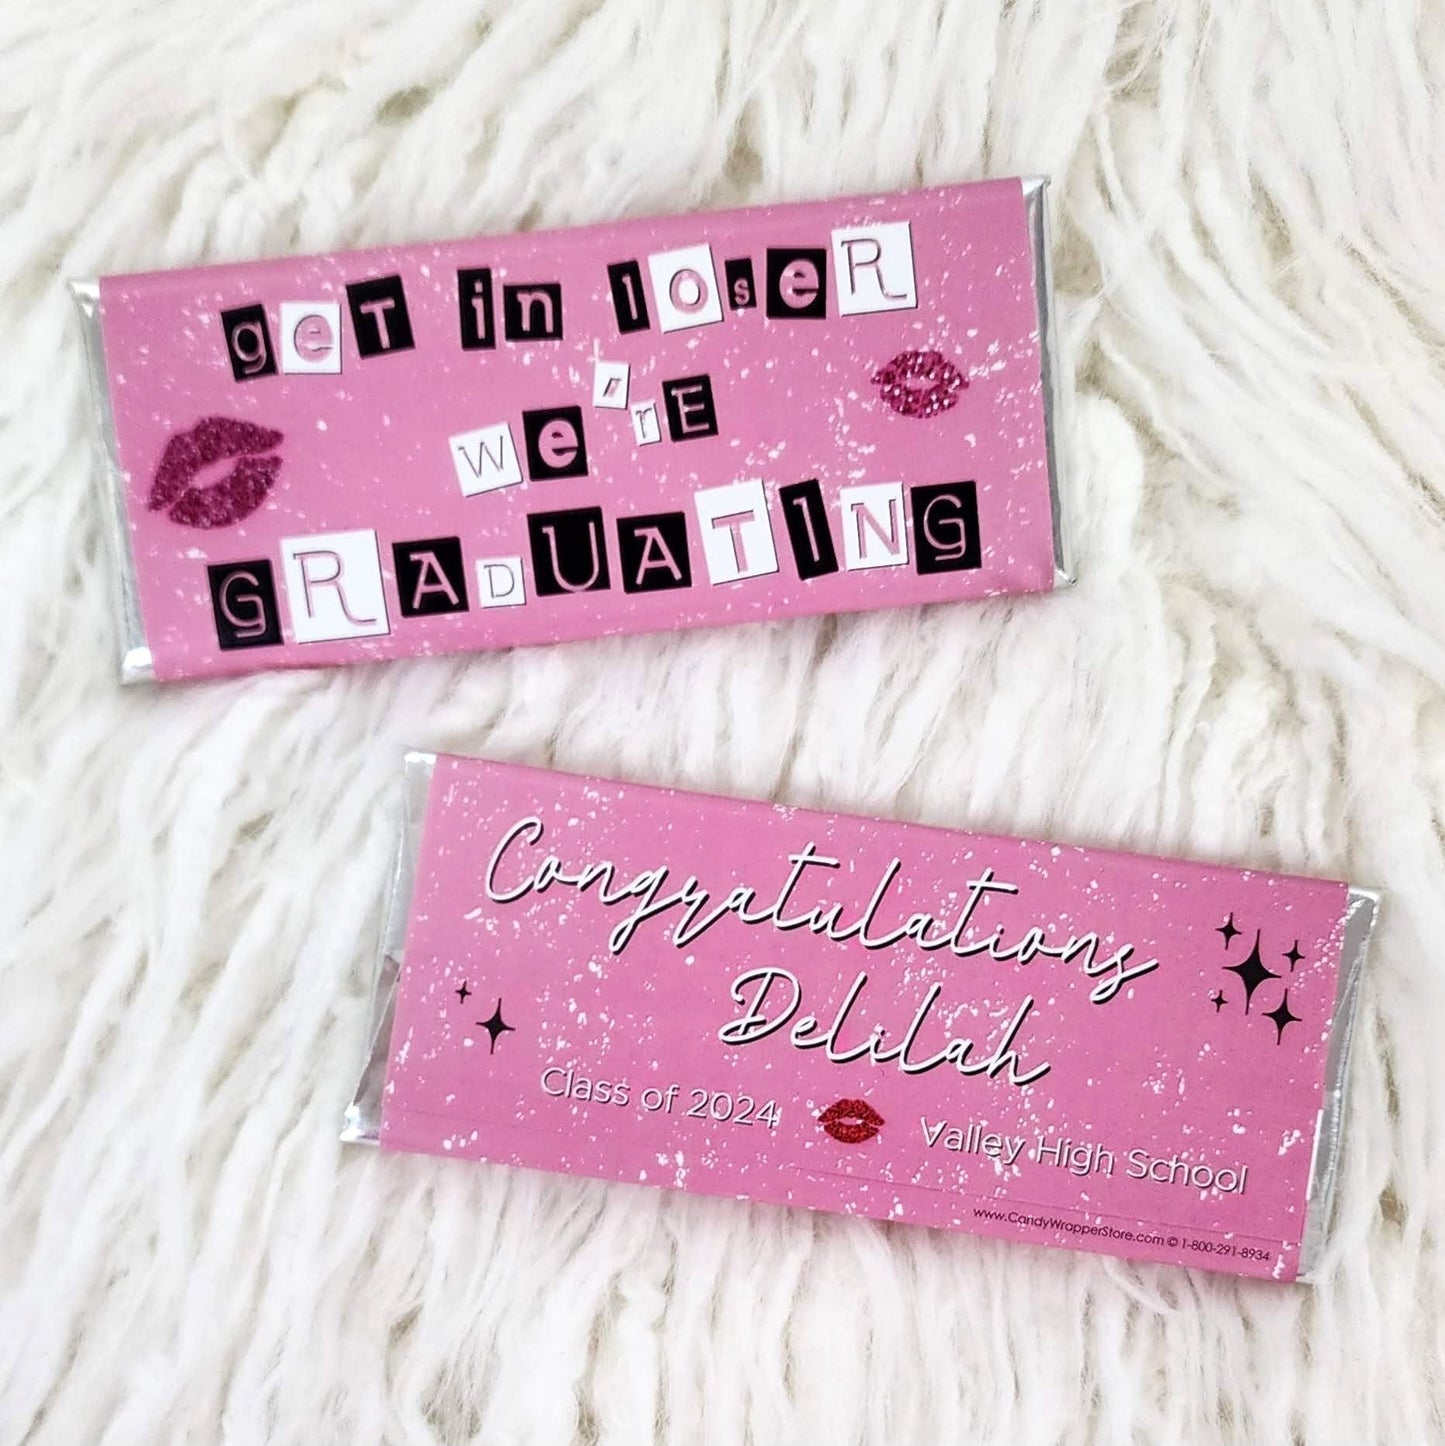 get in loseR
we'rE
GRADUATING
Congratulations
Delilah
Class of 2024 Valley High School
www.CandyWrapperStore.com © 1-800-291-8934